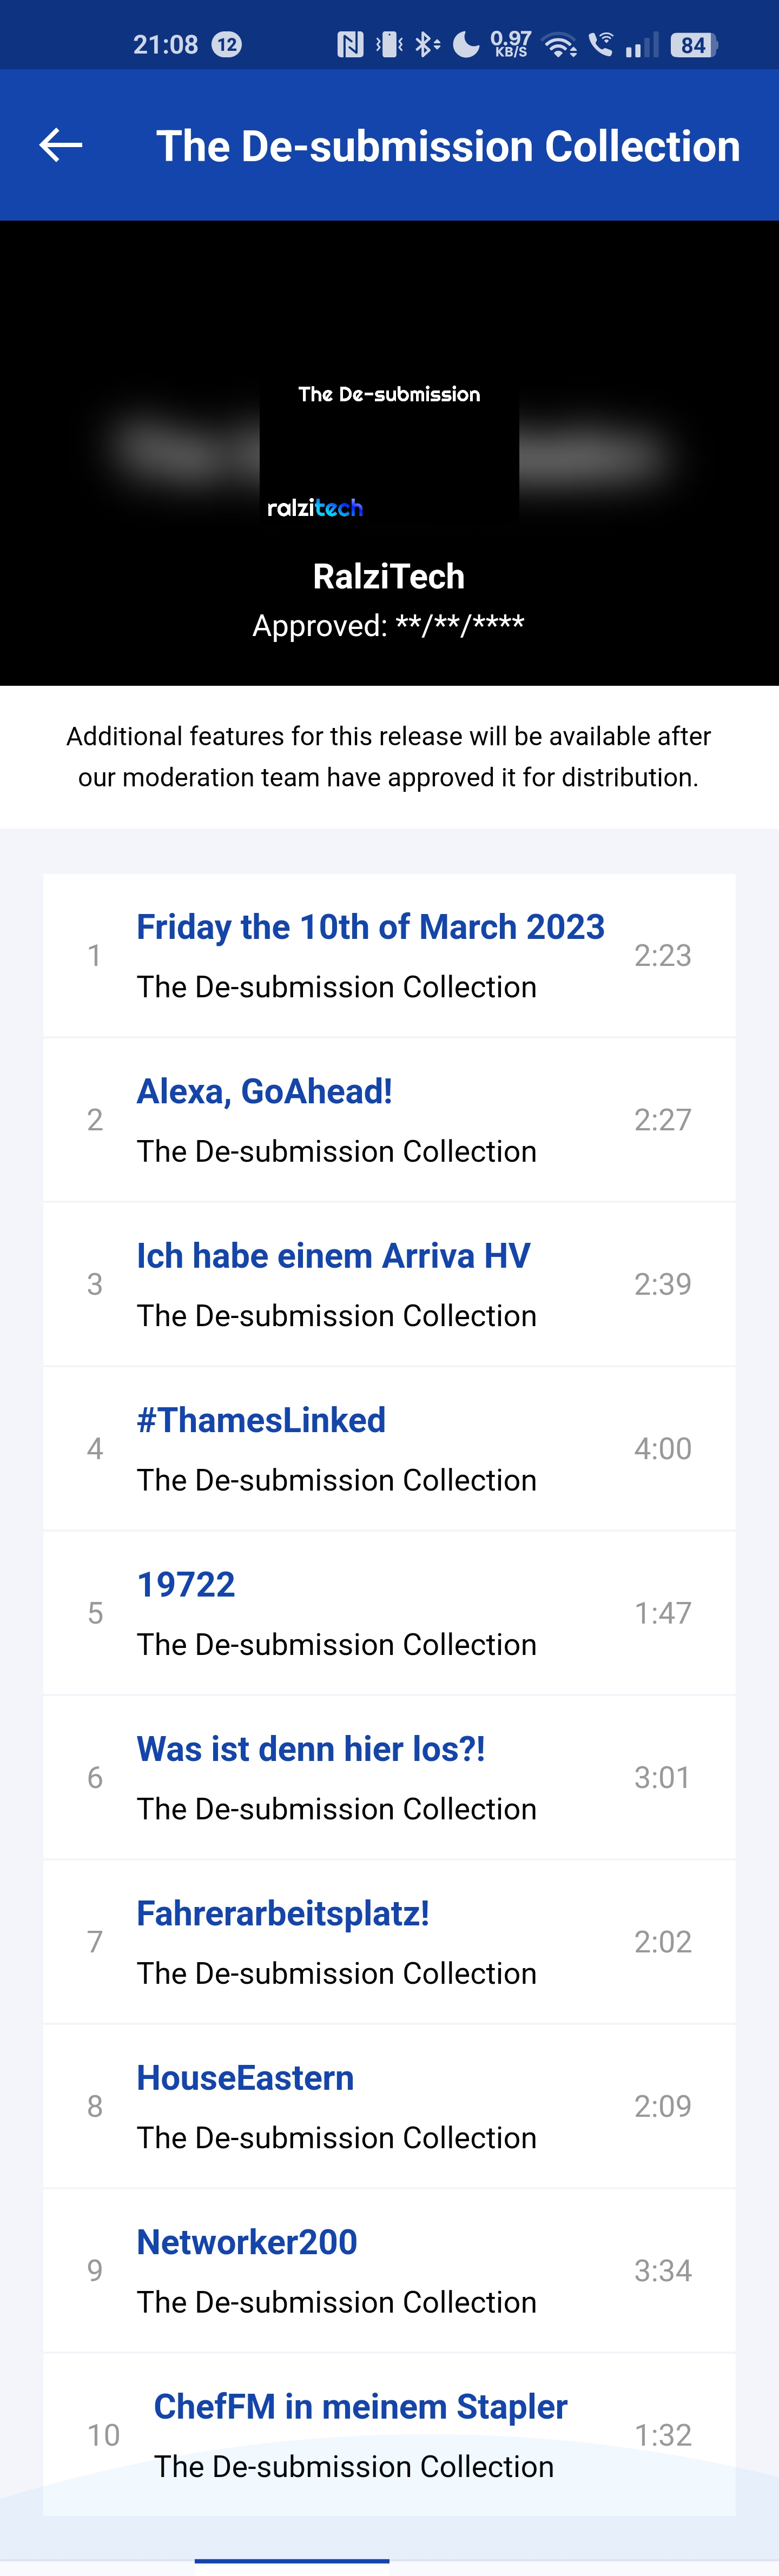 21:08 12 0.97 KB/S 84
The De-submission Collection
The De-submission
ralzitech
RalziTech
Approved: **/**/****
Additional features for this release will be available after
our moderation team have approved it for distribution.
1 Friday the 10th of March 2023 2:23
The De-submission Collection
2 Alexa, GoAhead! 2:27
The De-submission Collection
3 Ich habe einem Arriva HV 2:39
The De-submission Collection
4 #ThamesLinked 4:00
The De-submission Collection
5 19722 1:47
The De-submission Collection
6 Was ist denn hier los?! 3:01
The De-submission Collection
7 Fahrerarbeitsplatz! 2:02
The De-submission Collection
8 HouseEastern 2:09
The De-submission Collection
9 Networker200 3:34
The De-submission Collection
10 ChefFM in meinem Stapler 1:32
The De-submission Collection